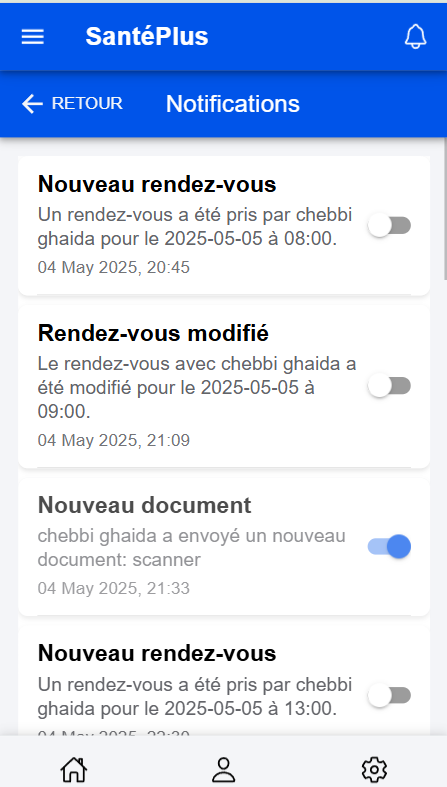 SantéPlus
RETOUR Notifications
Nouveau rendez-vous
Un rendez-vous a été pris par chebbi
ghaida pour le 2025-05-05 à 08:00.
04 May 2025, 20:45
Rendez-vous modifié
Le rendez-vous avec chebbi ghaida a
été modifié pour le 2025-05-05 à
09:00.
04 May 2025, 21:09
Nouveau document
chebbi ghaida a envoyé un nouveau
document: scanner
04 May 2025, 21:33
Nouveau rendez-vous
Un rendez-vous a été pris par chebbi
ghaida pour le 2025-05-05 à 13:00.
04 May 2025,